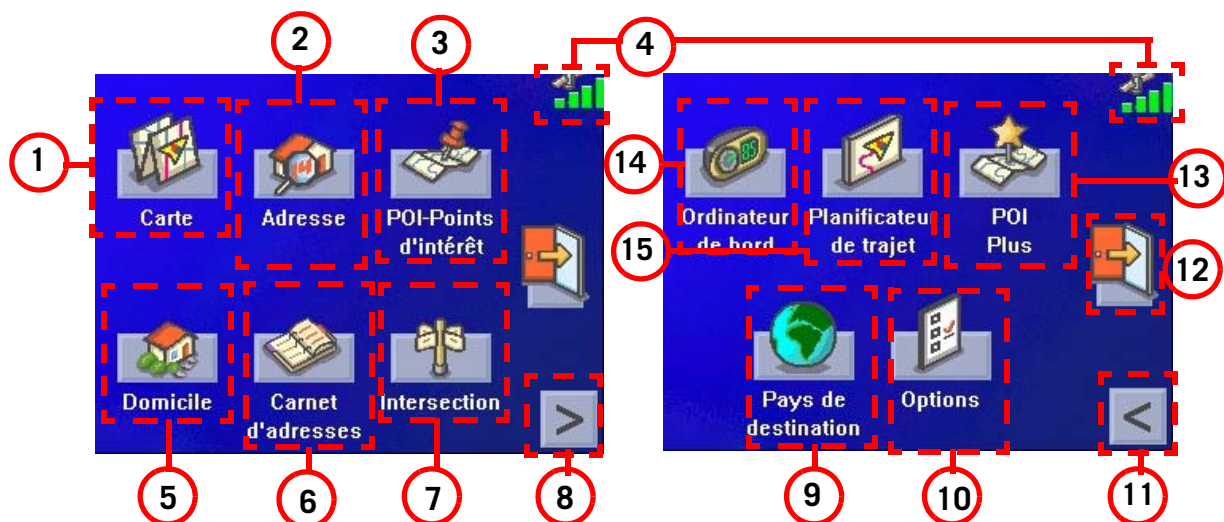 2
3
4
1
Carte
Adresse
POI-Points
d'intérêt
14
85
13
Ordinateur
de bord
Planificateu
de trajet
POI
Plus
15
12
Domicile
Carnet
d'adresses
Intersection
>
Pays de
destination
Options
<
5
6
7
8
9
10
11